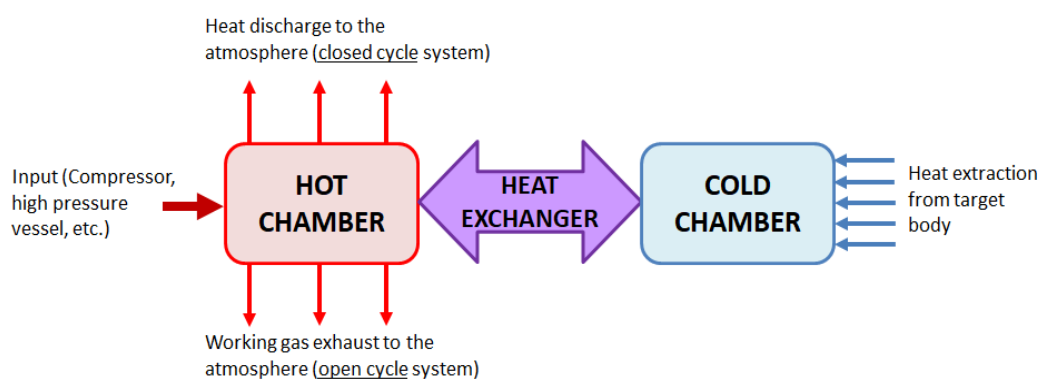 Heat discharge to the
atmosphere (closed cycle system)
Input (Compressor,
high pressure
vessel, etc.)
HOT
CHAMBER
HEAT
EXCHANGER
COLD
CHAMBER
Heat extraction
from target
body
Working gas exhaust to the
atmosphere (open cycle system)